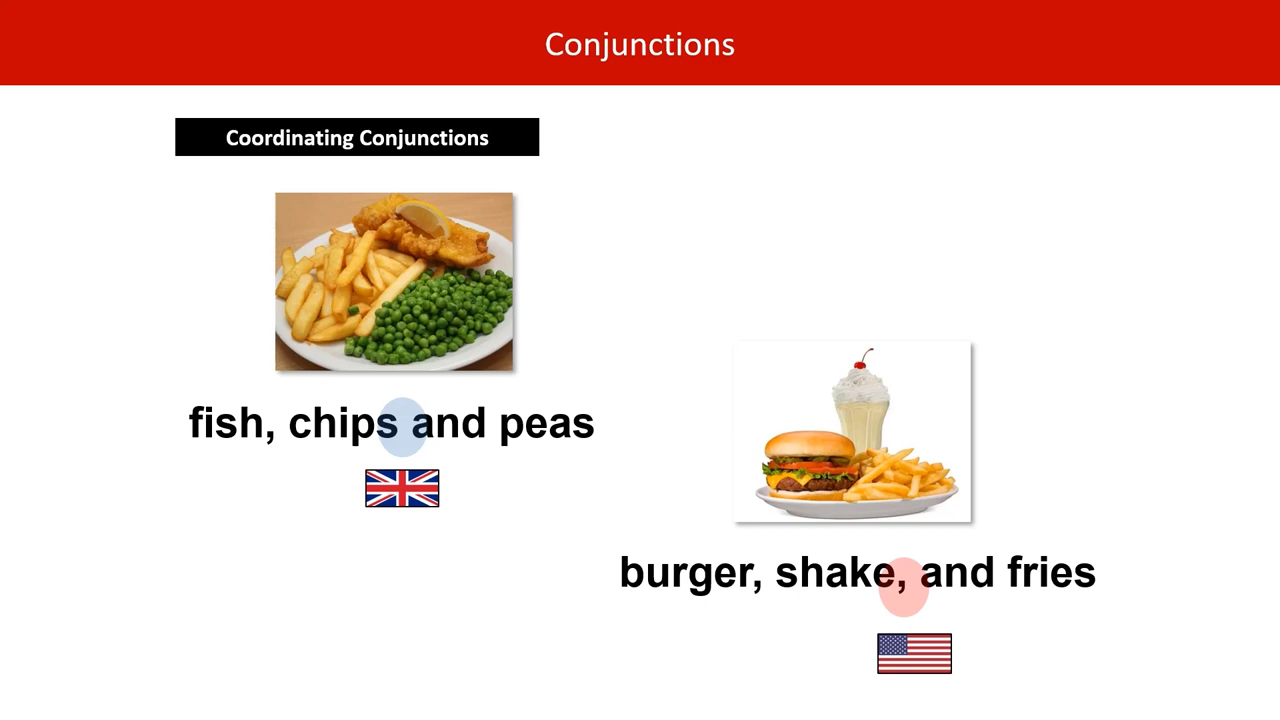 Conjunctions
Coordinating Conjunctions
fish, chips and peas
burger, shake, and fries